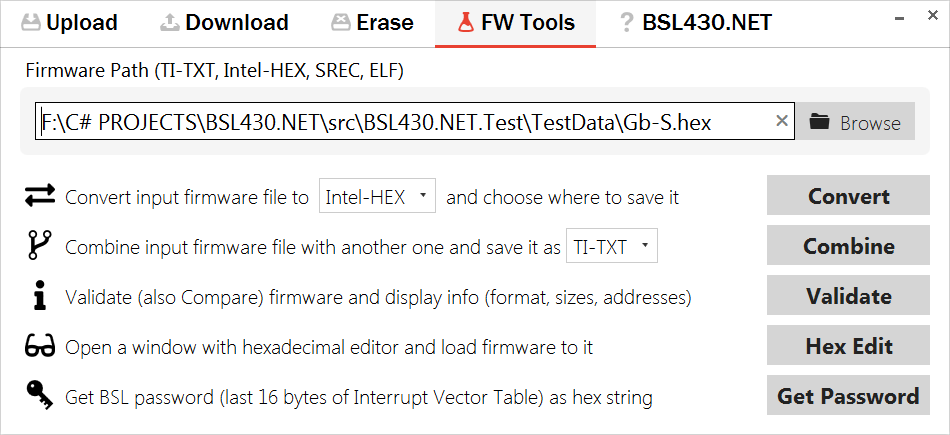 Upload Download Erase FW Tools ? BSL430.NET
Firmware Path (TI-TXT, Intel-HEX, SREC, ELF)
F:\C# PROJECTS\BSL430.NET\src\BSL430.NET.Test\TestData\Gb-S.hex Browse
Convert input firmware file to Intel-HEX and choose where to save it Convert
Combine input firmware file with another one and save it as TI-TXT Combine
Validate (also Compare) firmware and display info (format, sizes, addresses) Validate
Open a window with hexadecimal editor and load firmware to it Hex Edit
Get BSL password (last 16 bytes of Interrupt Vector Table) as hex string Get Password